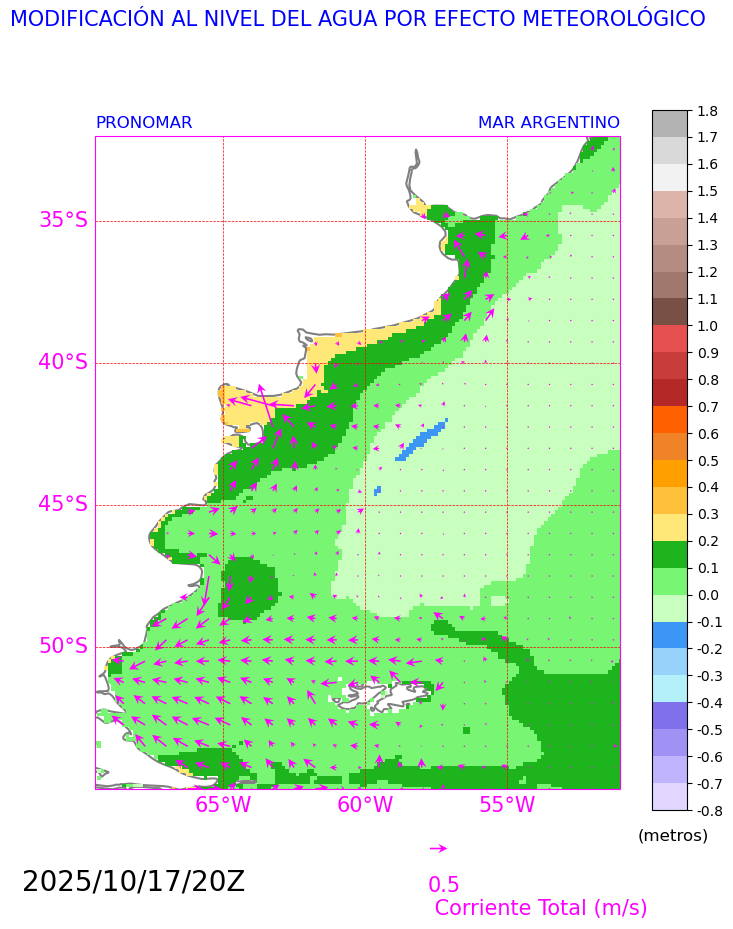 MODIFICACIÓN AL NIVEL DEL AGUA POR EFECTO METEOROLÓGICO
PRONOMAR
MAR ARGENTINO
35°S
40°S
45°S
50°S
65°W
60°W
55°W
1.8
1.7
1.6
1.5
1.4
1.3
1.2
1.1
1.0
0.9
0.8
0.7
0.6
0.5
0.4
0.3
0.2
0.1
0.0
-0.1
-0.2
-0.3
-0.4
-0.5
-0.6
-0.7
-0.8
(metros)
2025/10/17/20Z
0.5
Corriente Total (m/s)